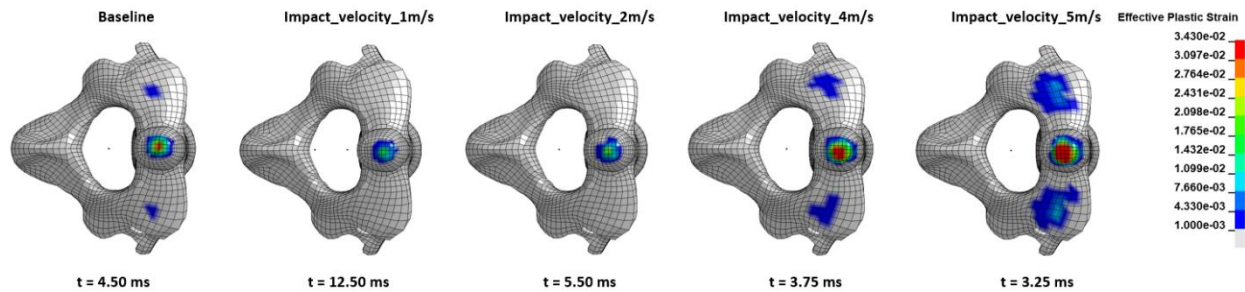 Baseline
Impact_velocity_1m/s
Impact_velocity_2m/s
Impact_velocity_4m/s
Impact_velocity_5m/s
Effective Plastic Strain
3.430e-02
3.097e-02
2.764e-02
2.431e-02
2.098e-02
1.765e-02
1.432e-02
1.099e-02
7.660e-03
4.330e-03
1.000e-03
t = 4.50 ms
t = 12.50 ms
t = 5.50 ms
t = 3.75 ms
t = 3.25 ms